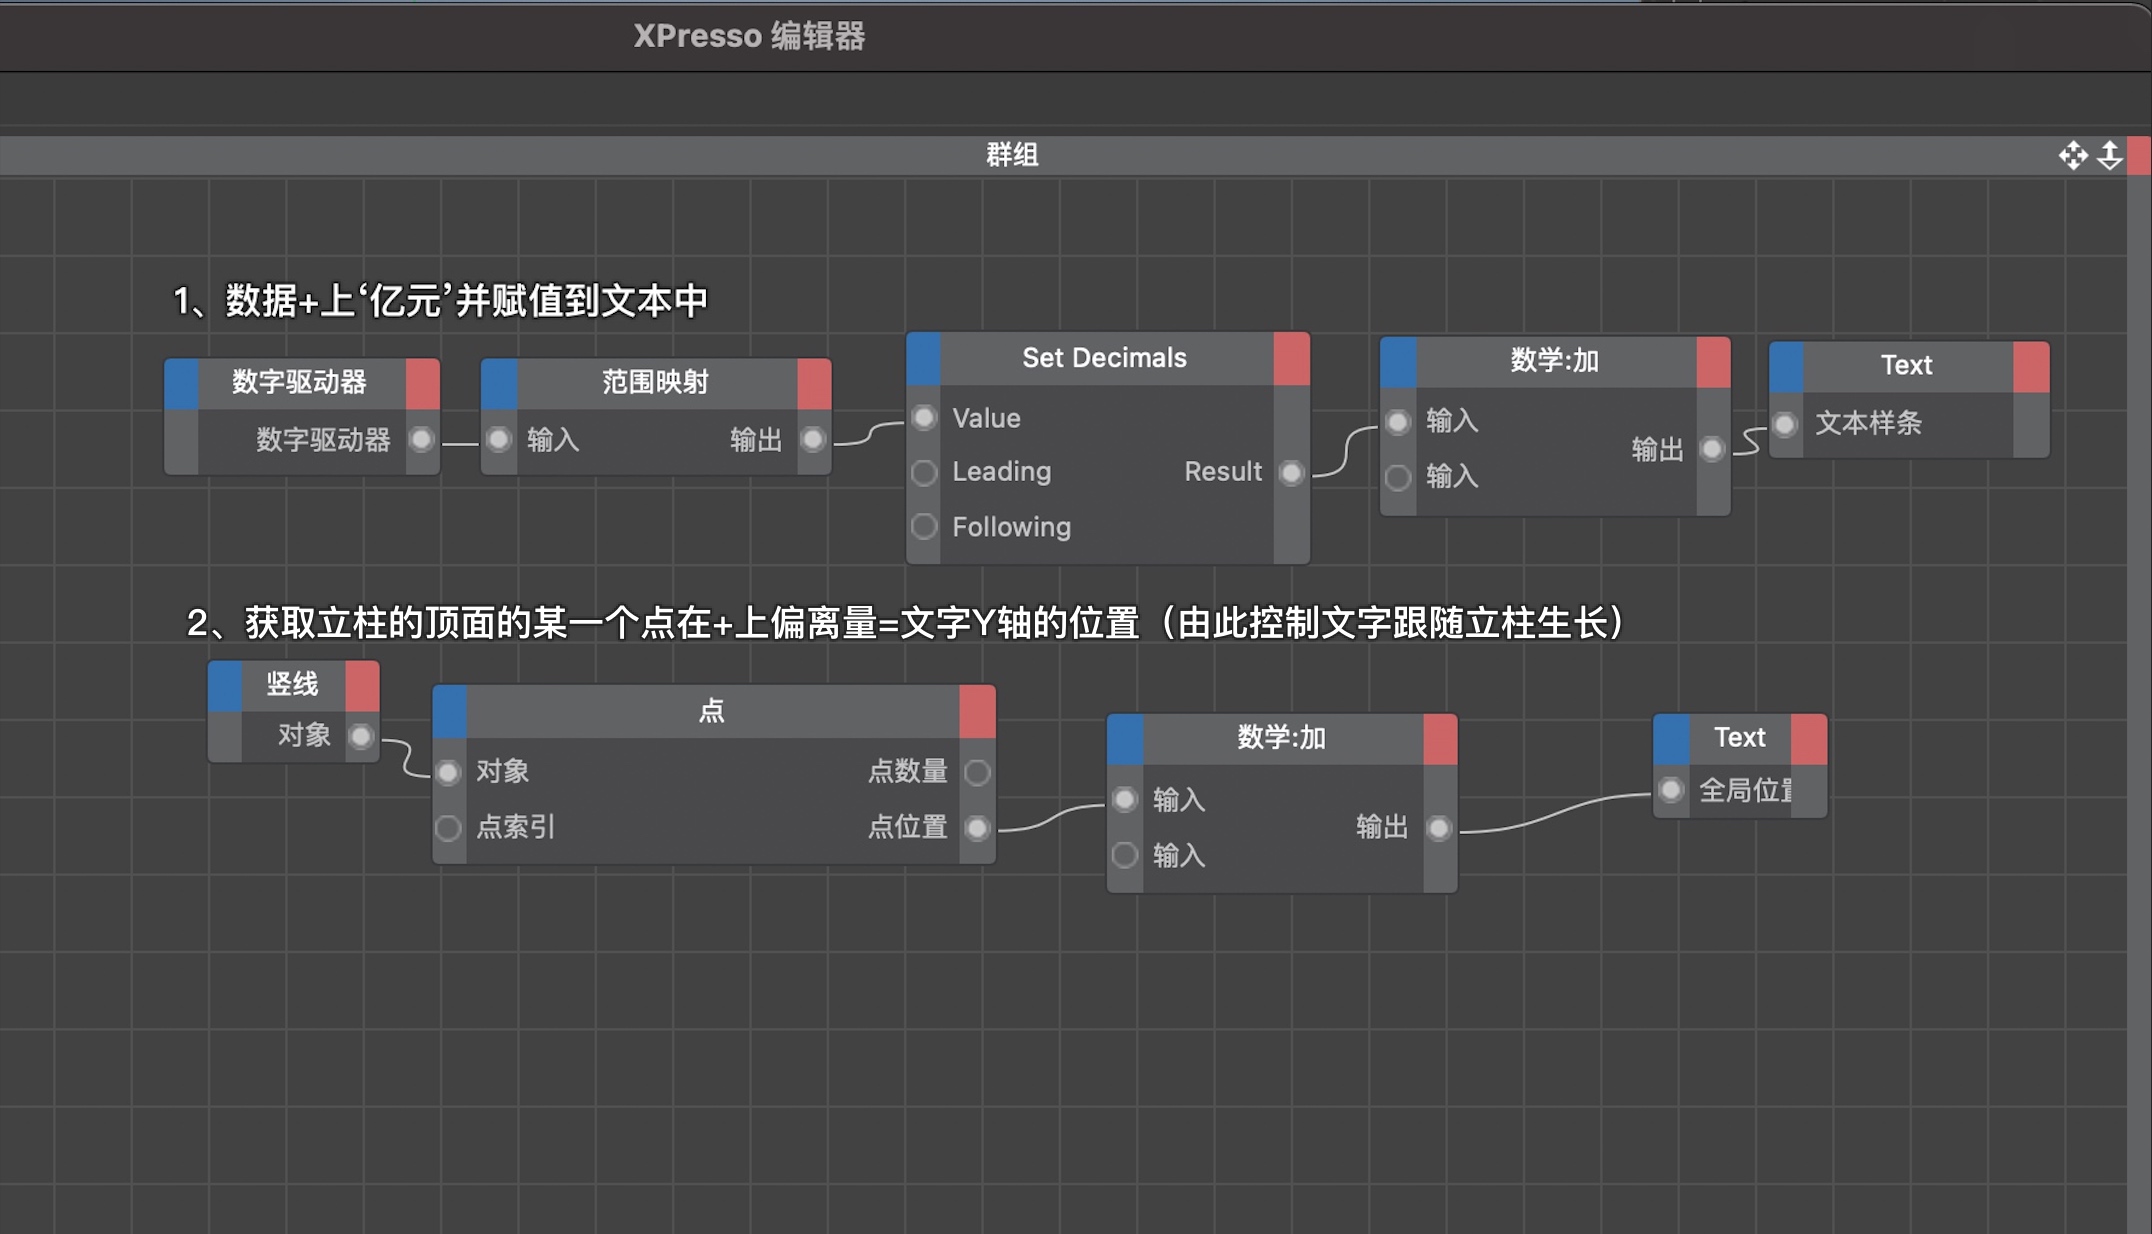 XPresso 编辑器
群组
1、数据+上‘亿元’并赋值到文本中
数字驱动器
数字驱动器
范围映射
输入
输出
Set Decimals
Value
Leading
Result
Following
数学:加
输入
输出
输入
Text
文本样条
2、获取立柱的顶面的某一个点在+上偏离量=文字Y轴的位置（由此控制文字跟随立柱生长）
竖线
对象
点
对象
点数量
点索引
点位置
数学:加
输入
输出
输入
Text
全局位置